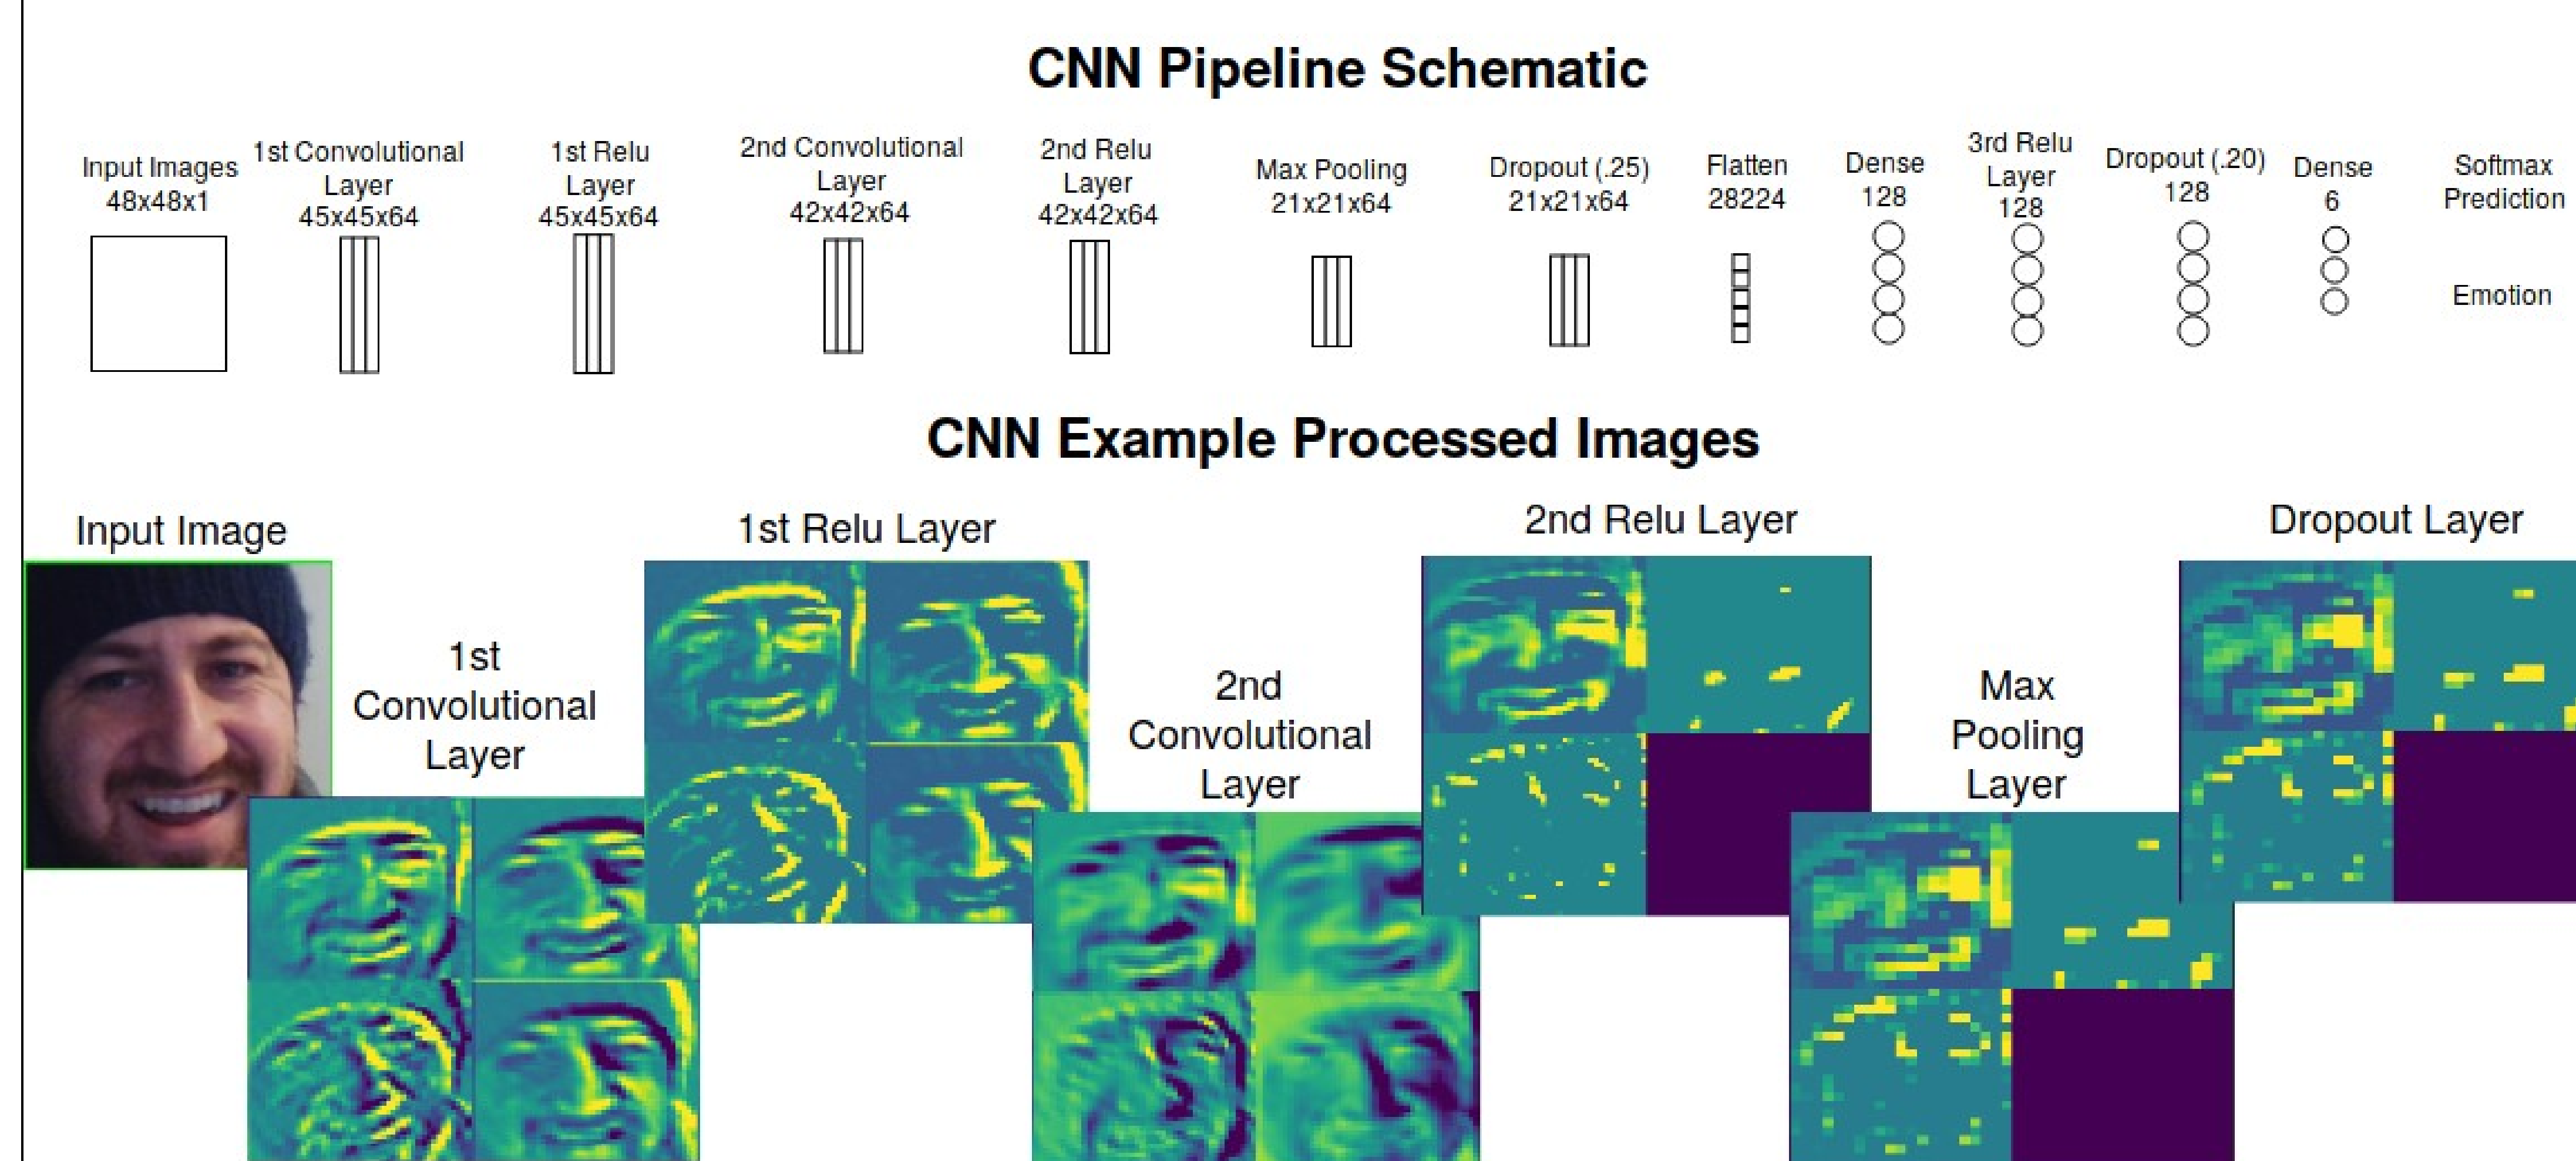 CNN Pipeline Schematic
Input Images
48x48x1
1st Convolutional
Layer
45x45x64
1st Relu
Layer
45x45x64
2nd Convolutional
Layer
42x42x64
2nd Relu
Layer
42x42x64
Max Pooling
21x21x64
Dropout (.25)
21x21x64
Flatten
28224
Dense
128
3rd Relu
Layer
128
Dropout (.20)
128
Dense
6
Softmax
Prediction
Emotion
CNN Example Processed Images
Input Image
1st
Convolutional
Layer
1st Relu Layer
2nd
Convolutional
Layer
2nd Relu Layer
Max
Pooling
Layer
Dropout Layer